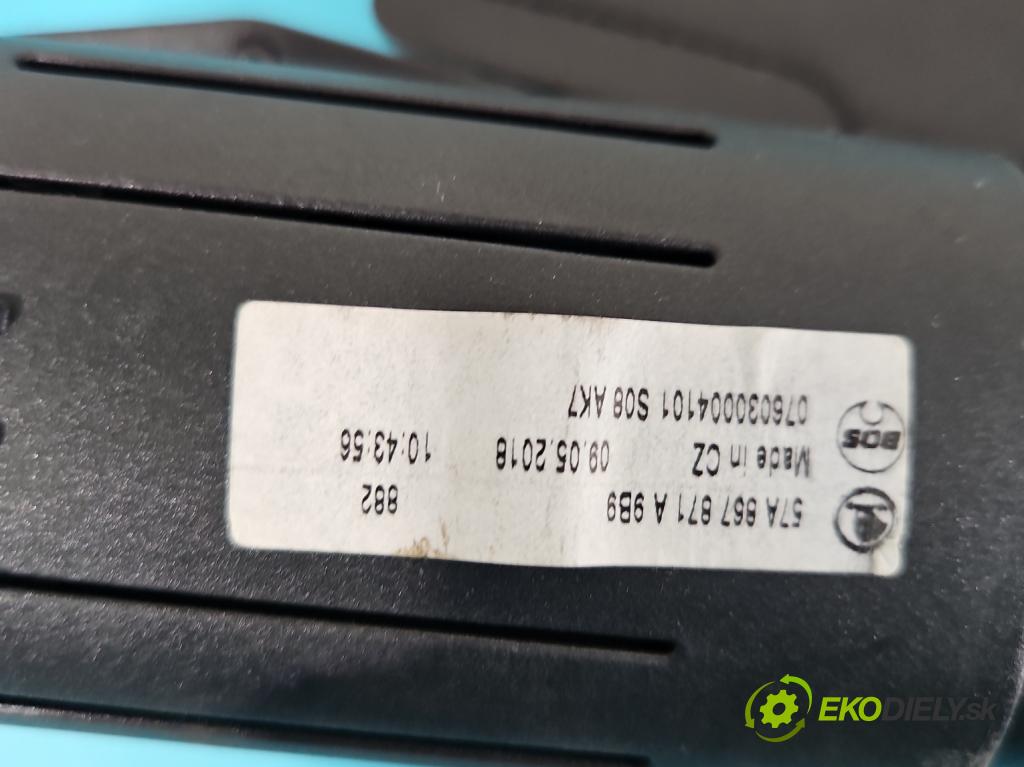 57A 867 871 A 9B9
882
Made in CZ
09.05.2018
10:43:56
BOS
076030004101 S08 AK7
EKODIELY.sk